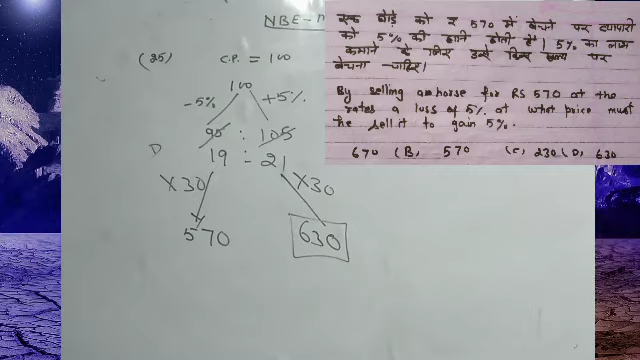 NBE-
(25) C.P. = 100
100
-5% +5%
95 : 105
19 : 21
X30 X30
570 630
एक घोड़े को ₹ 570 में बेचने पर व्यापारी
को 5% की हानि होती है। 5% का लाभ
कमाने के लिए उसे किस मूल्य पर
बेचना चाहिए।
By selling a horse for RS 570 at the
rates a loss of 5% at what price must
he sell it to gain 5%.
670 (B, 570 (C, 230 (D, 630